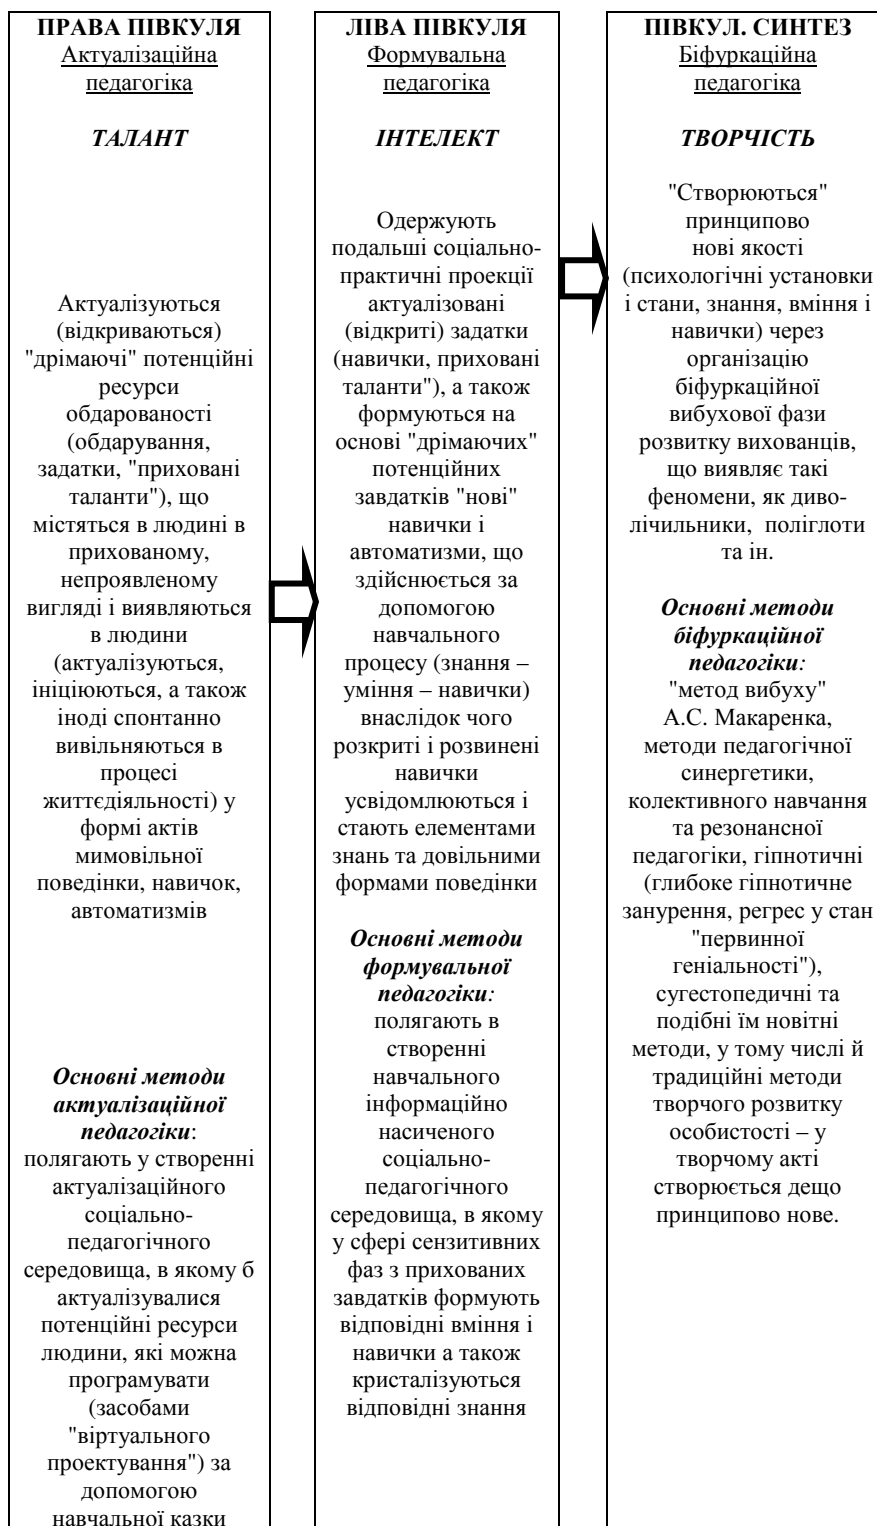 ПРАВА ПІВКУЛЯ
Актуалізаційна
педагогіка
ТАЛАНТ
Актуалізуються
(відкриваються)
"дрімаючі" потенційні
ресурси
обдарованості
(обдарування,
задатки, "приховані
таланти"), що
містяться в людині в
прихованому,
непроявленому
вигляді і виявляються
в людини
(актуалізуються,
ініціюються, а також
іноді спонтанно
вивільняються в
процесі
життєдіяльності) у
формі актів
мимовільної
поведінки, навичок,
автоматизмів
Основні методи
актуалізаційної
педагогіки:
полягають у створенні
актуалізаційного
соціально-
педагогічного
середовища, в якому б
актуалізувалися
потенційні ресурси
людини, які можна
програмувати
(засобами
"віртуального
проектування") за
допомогою
навчальної казки
ЛІВА ПІВКУЛЯ
Формувальна
педагогіка
ІНТЕЛЕКТ
Одержують
подальші соціально-
практичні проекції
актуалізовані
(відкриті) задатки
(навички, приховані
таланти"), а також
формуються на
основі "дрімаючих"
потенційних
завдатків "нові"
навички і
автоматизми, що
здійснюється за
допомогою
навчального
процесу (знання –
уміння – навички)
внаслідок чого
розкриті і розвинені
навички
усвідомлюються і
стають елементами
знань та довільними
формами поведінки
Основні методи
формувальної
педагогіки:
полягають в
створенні
навчального
інформаційно
насиченого
соціально-
педагогічного
середовища, в якому
у сфері сензитивних
фаз з прихованих
завдатків формують
відповідні вміння і
навички а також
кристалізуються
відповідні знання
ПІВКУЛ. СИНТЕЗ
Біфуркаційна
педагогіка
ТВОРЧІСТЬ
"Створюються"
принципово
нові якості
(психологічні установки
і стани, знання, вміння і
навички) через
організацію
біфуркаційної
вибухової фази
розвитку вихованців,
що виявляє такі
феномени, як диво-
лічильники, поліглоти
та ін.
Основні методи
біфуркаційної
педагогіки:
"метод вибуху"
А.С. Макаренка,
методи педагогічної
синергетики,
колективного навчання
та резонансної
педагогіки, гіпнотичні
(глибоке гіпнотичне
занурення, регрес у стан
"первинної
геніальності"),
сугестопедичні та
подібні їм новітні
методи, у тому числі й
традиційні методи
творчого розвитку
особистості – у
творчому акті
створюється дещо
принципово нове.